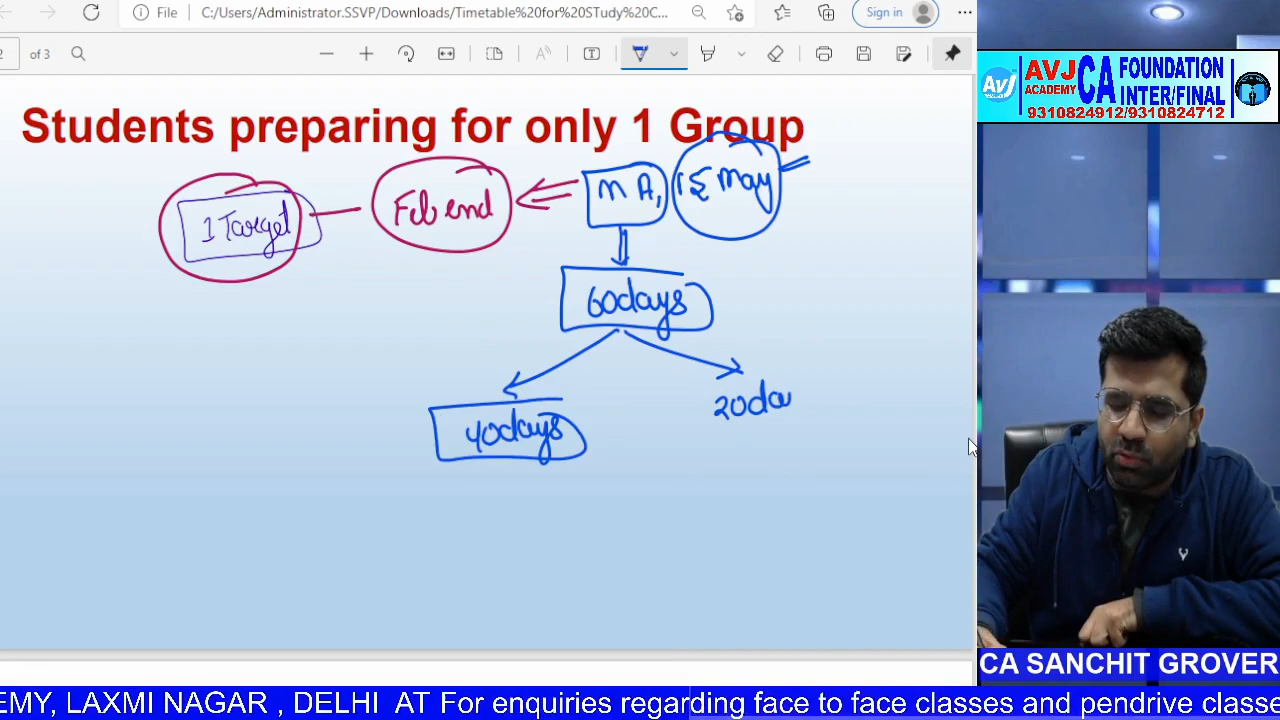 File
C:/Users/Administrator.SSVP/Downloads/Timetable%20for%20STudy%20C...
Sign in
2 of 3
Students preparing for only 1 Group
1 Target
Feb end
M A,
15 May
60days
40days
20da
AVJ
ACADEMY
CA
FOUNDATION
INTER/FINAL
9310824912/9310824712
CA SANCHIT GROVER
EMY, LAXMI NAGAR , DELHI AT For enquiries regarding face to face classes and pendrive classe